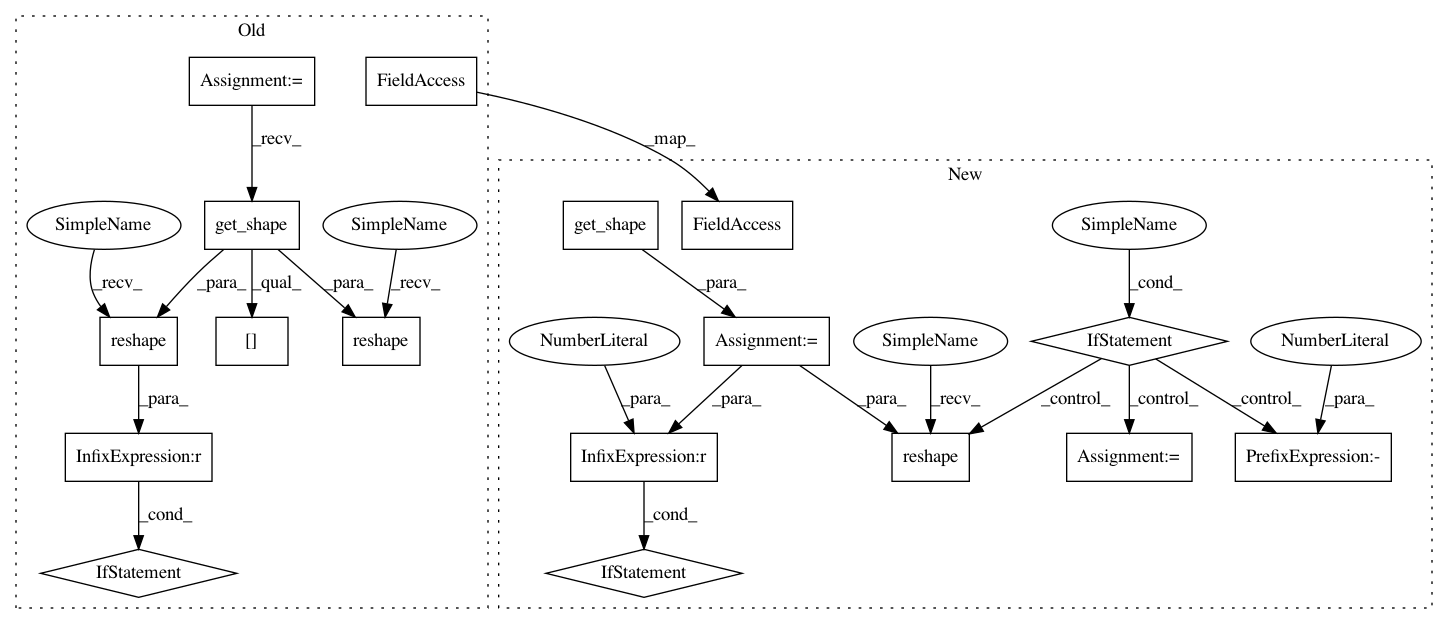 Old
Assignment:=
FieldAccess
_recv_
_map_
New
SimpleName
get_shape
SimpleName
get_shape
FieldAccess
SimpleName
_recv_
_para_
_qual_
_para_
_recv_
_para_
_cond_
reshape
[]
reshape
NumberLiteral
Assignment:=
SimpleName
IfStatement
NumberLiteral
_para_
_para_
_para_
_para_
_recv_
_control_
_control_
_control_
_para_
InfixExpression:r
InfixExpression:r
reshape
Assignment:=
PrefixExpression:-
_cond_
_cond_
IfStatement
IfStatement